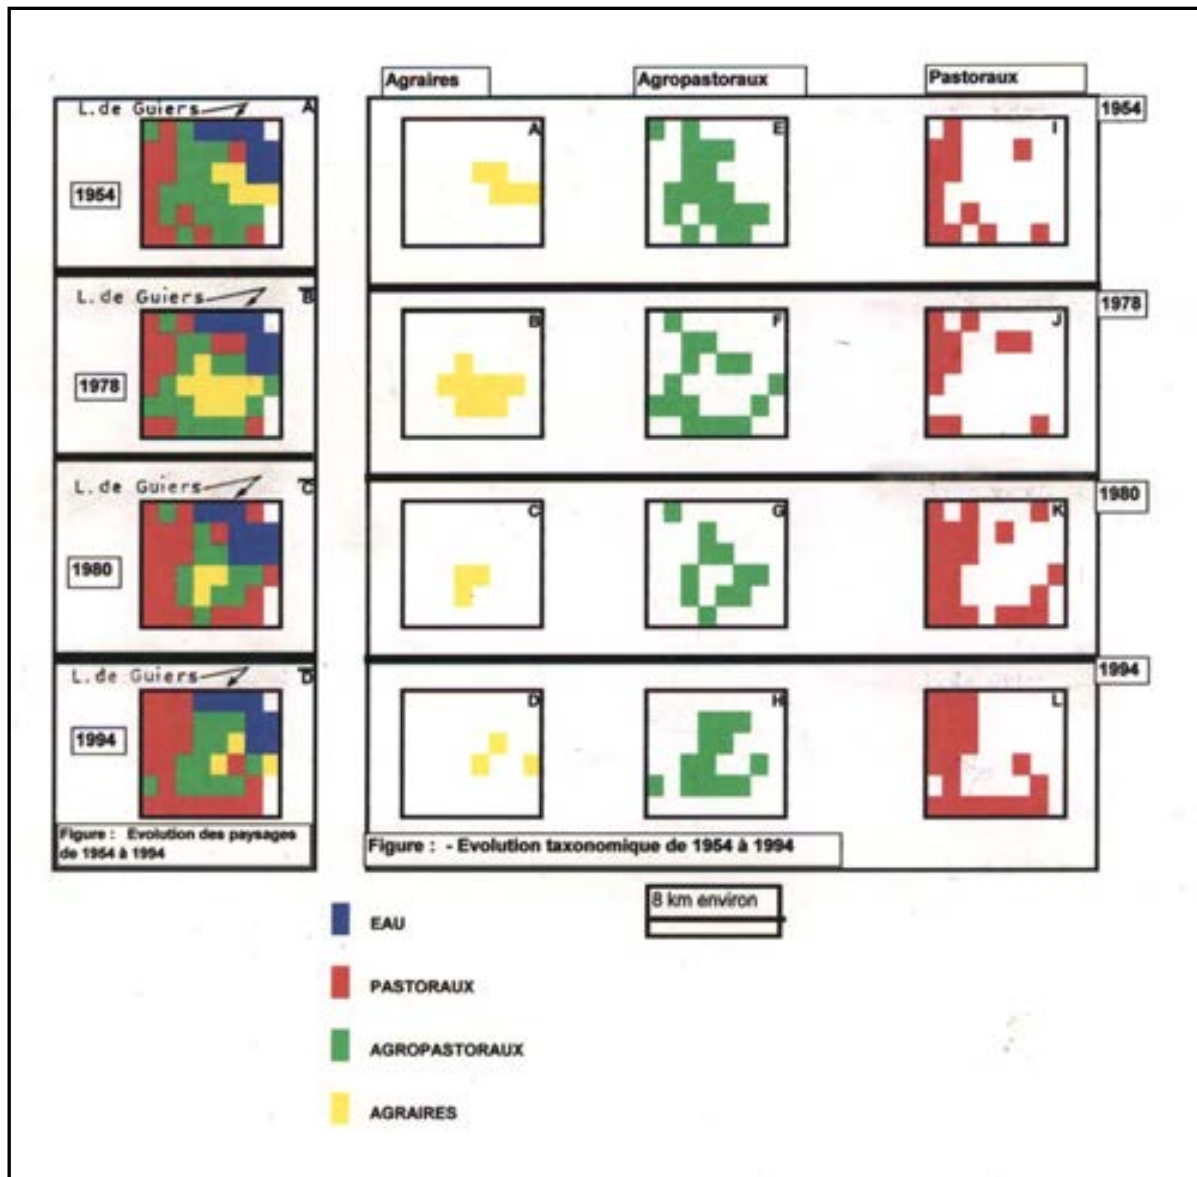 Agraires
Agropastoraux
Pastoraux
L. de Guiers
A
1954
A
E
I
1954
L. de Guiers
B
1978
B
F
J
1978
L. de Guiers
C
1980
C
G
K
1980
L. de Guiers
D
1994
D
H
L
1994
Figure : Evolution des paysages
de 1954 à 1994
Figure : - Evolution taxonomique de 1954 à 1994
8 km environ
EAU
PASTORAUX
AGROPASTORAUX
AGRAIRES